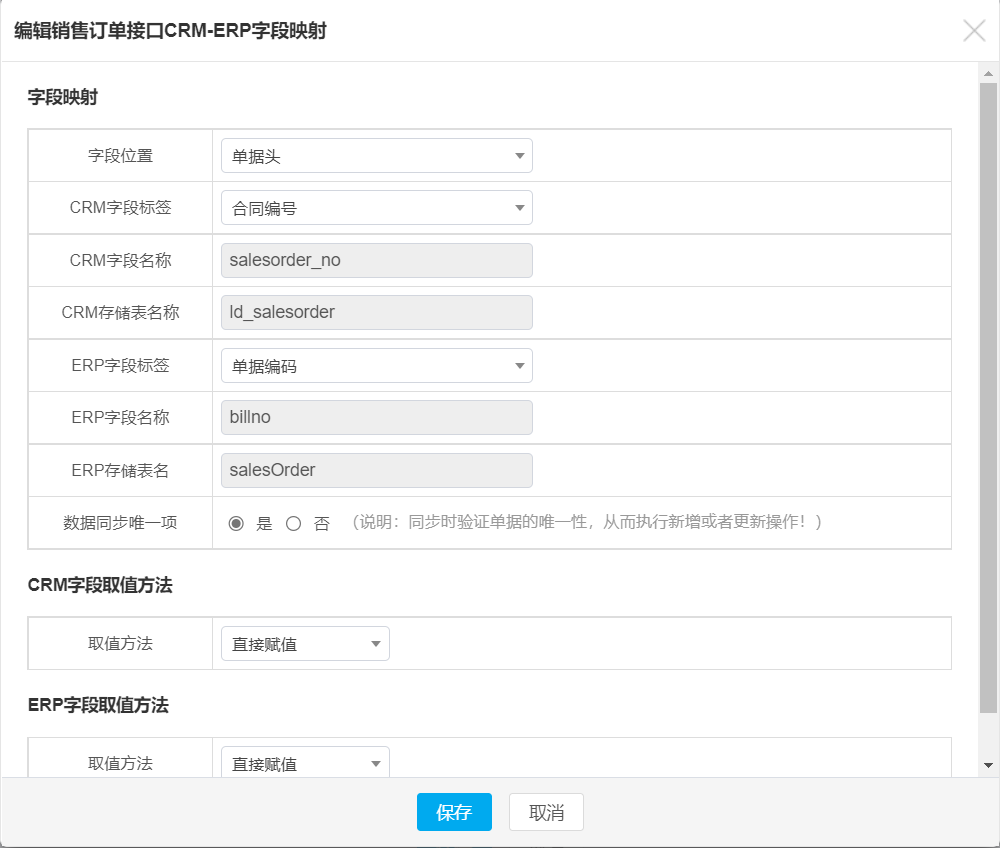 编辑销售订单接口CRM-ERP字段映射
字段映射
字段位置 单据头
CRM字段标签 合同编号
CRM字段名称 salesorder_no
CRM存储表名称 ld_salesorder
ERP字段标签 单据编码
ERP字段名称 billno
ERP存储表名 salesOrder
数据同步唯一项 是 否 （说明：同步时验证单据的唯一性，从而执行新增或者更新操作！）
CRM字段取值方法
取值方法 直接赋值
ERP字段取值方法
取值方法 直接赋值
保存 取消